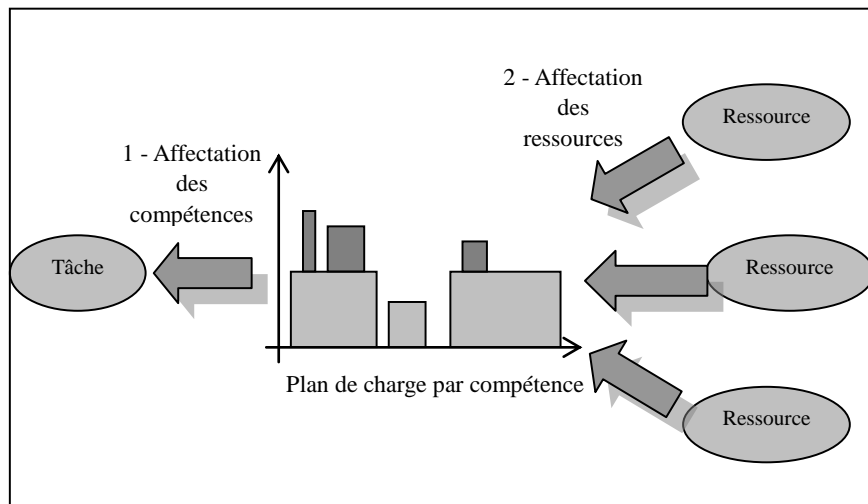 1 - Affectation
des
compétences
Tâche
Plan de charge par compétence
2 - Affectation
des
ressources
Ressource
Ressource
Ressource